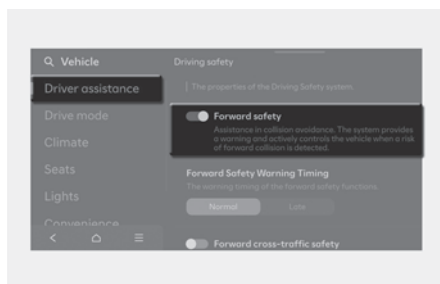 Vehicle
Driver assistance
Drive mode
Climate
Seats
Lights
Convenience
Driving safety
The properties of the Driving Safety system.
Forward safety
Assistance in collision avoidance. The system provides
a warning and actively controls the vehicle when a risk
of forward collision is detected.
Forward Safety Warning Timing
The warning timing of the forward safety functions
Normal
Late
Forward cross-traffic safety